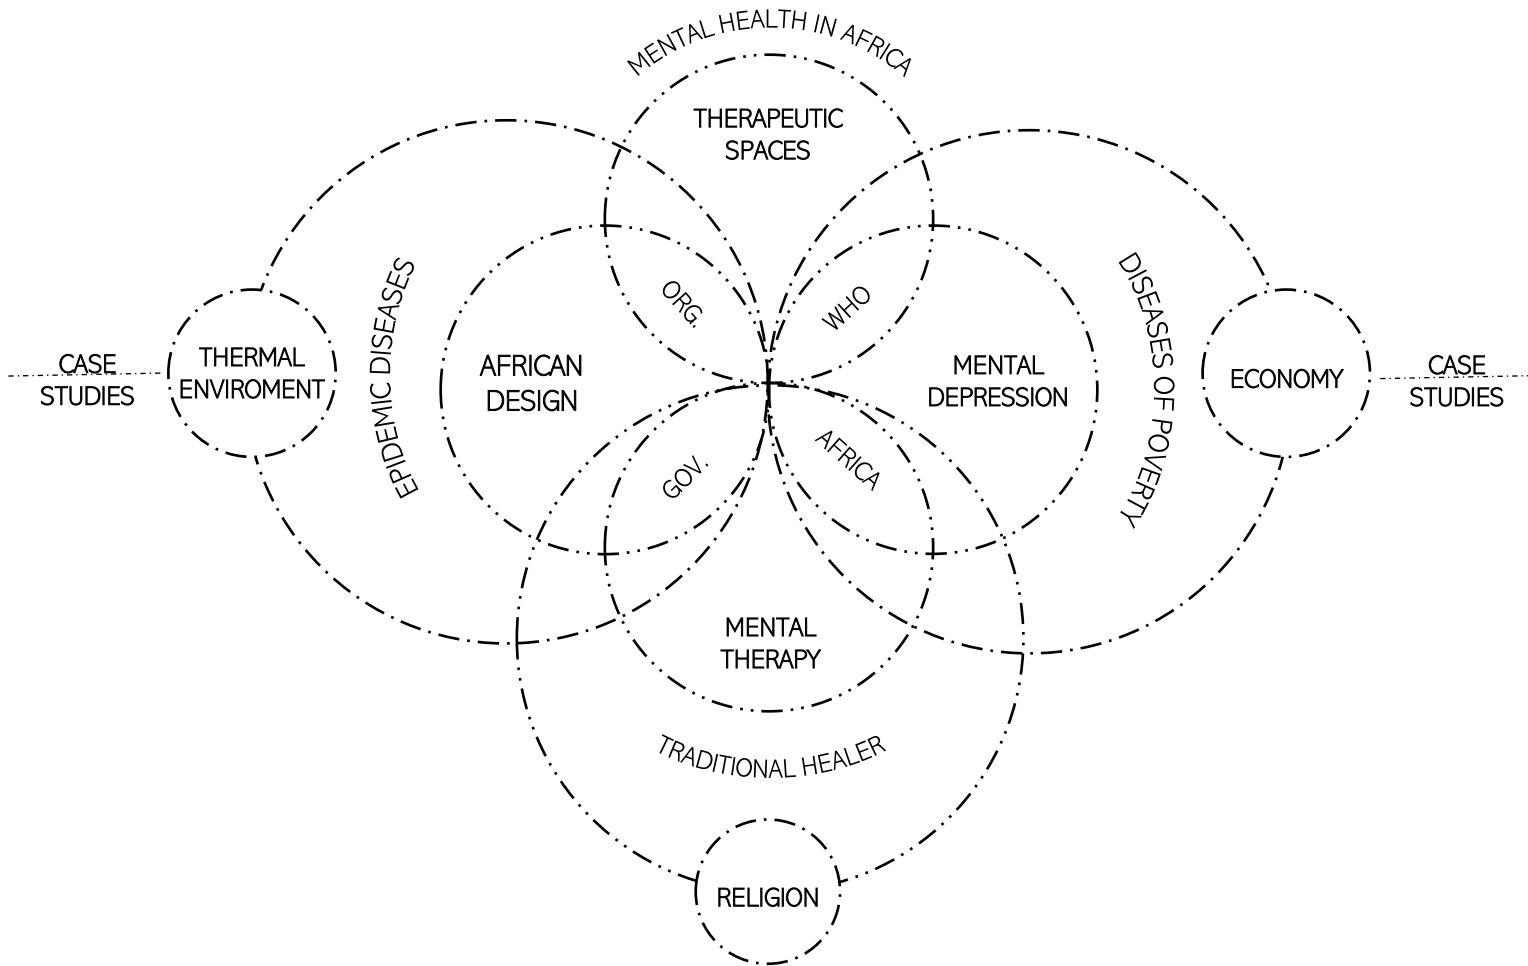 MENTAL HEALTH IN AFRICA
THERAPEUTIC
SPACES
EPIDEMIC DISEASES
ORG.
WHO
DISEASES OF POVERTY
CASE
STUDIES
THERMAL
ENVIROMENT
AFRICAN
DESIGN
MENTAL
DEPRESSION
ECONOMY
CASE
STUDIES
GOV.
AFRICA
MENTAL
THERAPY
TRADITIONAL HEALER
RELIGION